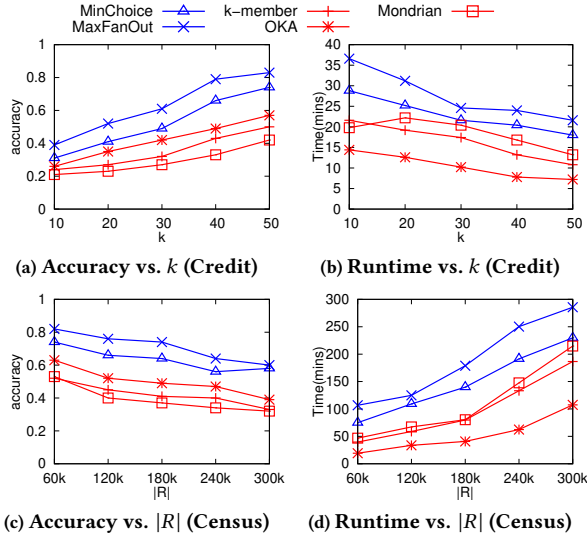 MinChoice k-member Mondrian
MaxFanOut OKA
1
0.8
0.6
0.4
0.2
0
accuracy
10 20 30 40 50
k
40
35
30
25
20
15
10
5
0
Time(mins)
10 20 30 40 50
k
(a) Accuracy vs. k (Credit)
(b) Runtime vs. k (Credit)
1
0.8
0.6
0.4
0.2
0
accuracy
60k 120k 180k 240k 300k
|R|
300
250
200
150
100
50
0
Time(mins)
60k 120k 180k 240k 300k
|R|
(c) Accuracy vs. |R| (Census)
(d) Runtime vs. |R| (Census)